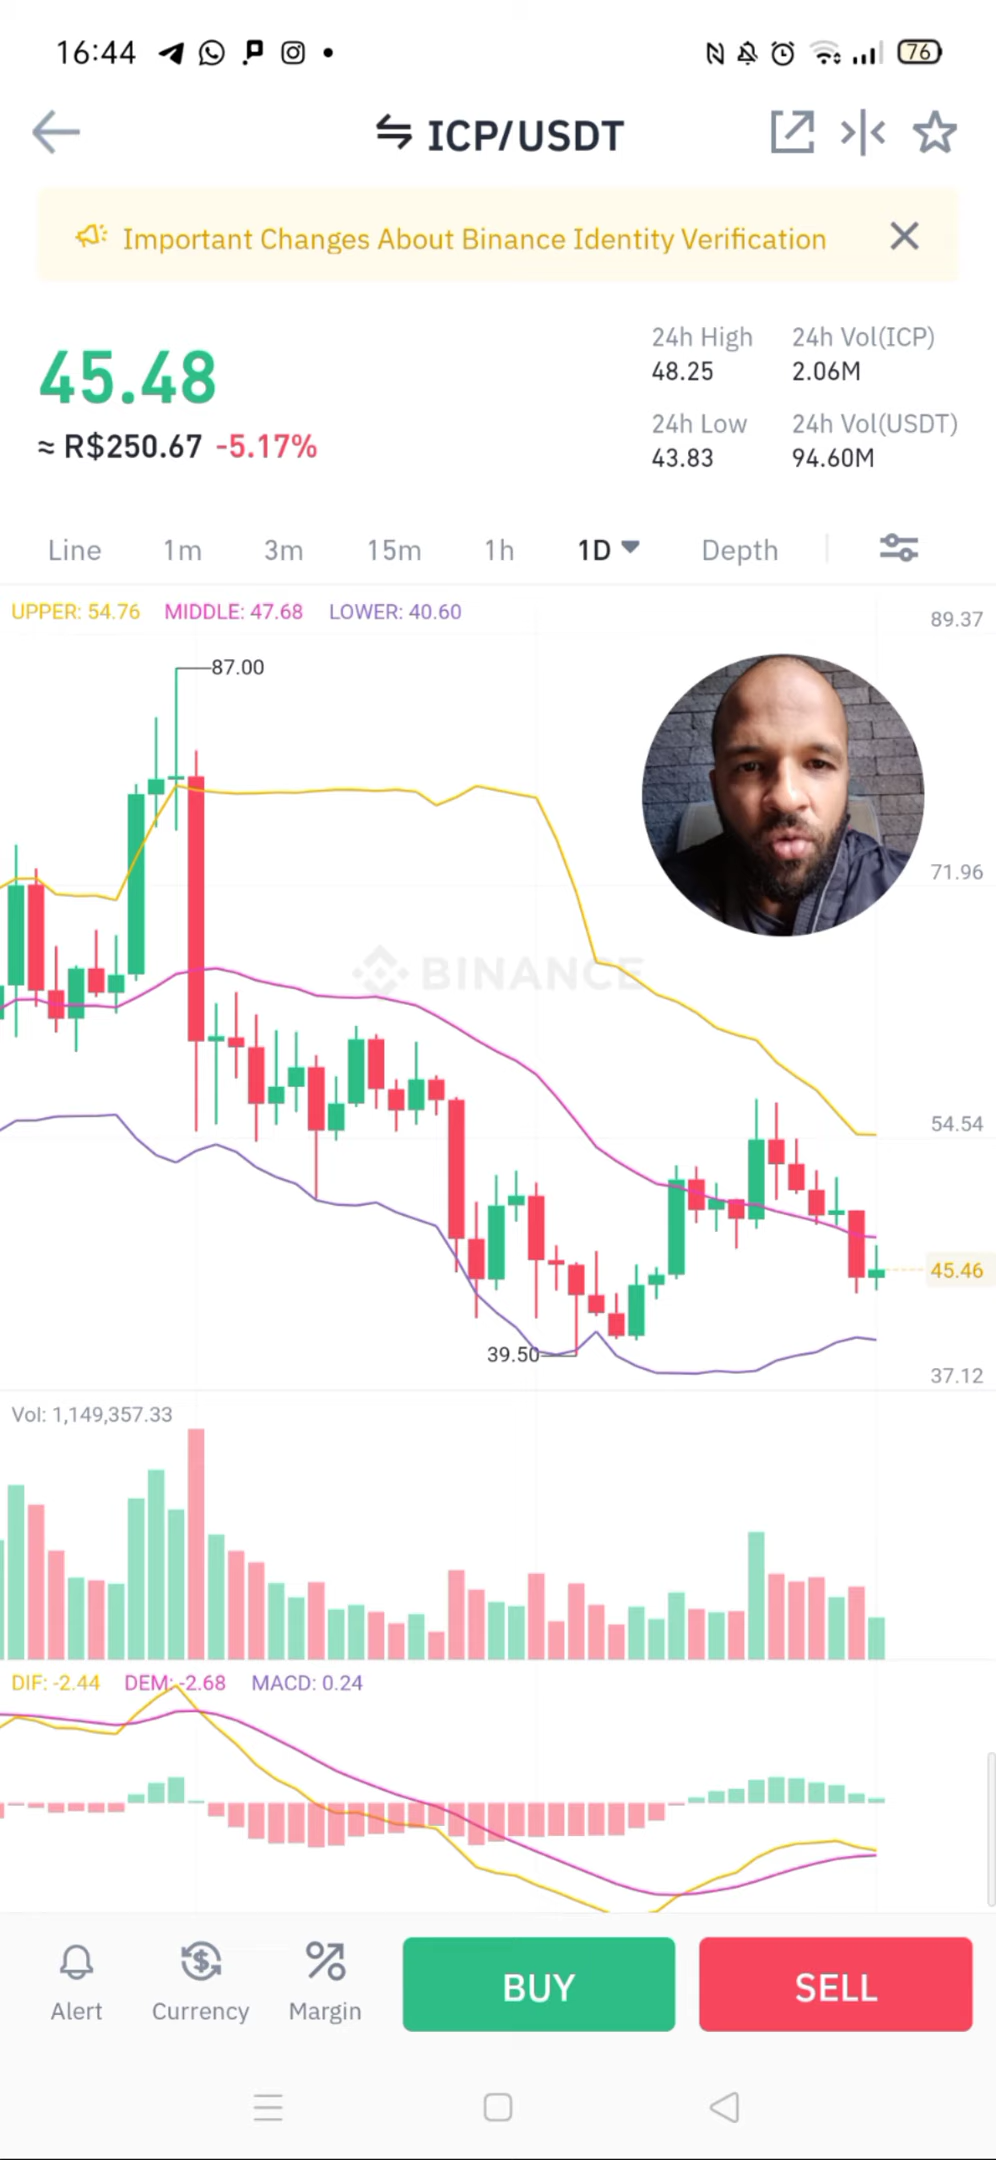 16:44 76
ICP/USDT
Important Changes About Binance Identity Verification
45.48
≈ R$250.67 -5.17%
24h High 24h Vol(ICP)
48.25 2.06M
24h Low 24h Vol(USDT)
43.83 94.60M
Line 1m 3m 15m 1h 1D Depth
UPPER: 54.76 MIDDLE: 47.68 LOWER: 40.60
89.37
87.00
71.96
BINANCE
54.54
45.46
39.50
37.12
Vol: 1,149,357.33
DIF: -2.44 DEM: -2.68 MACD: 0.24
BUY SELL
Alert Currency Margin